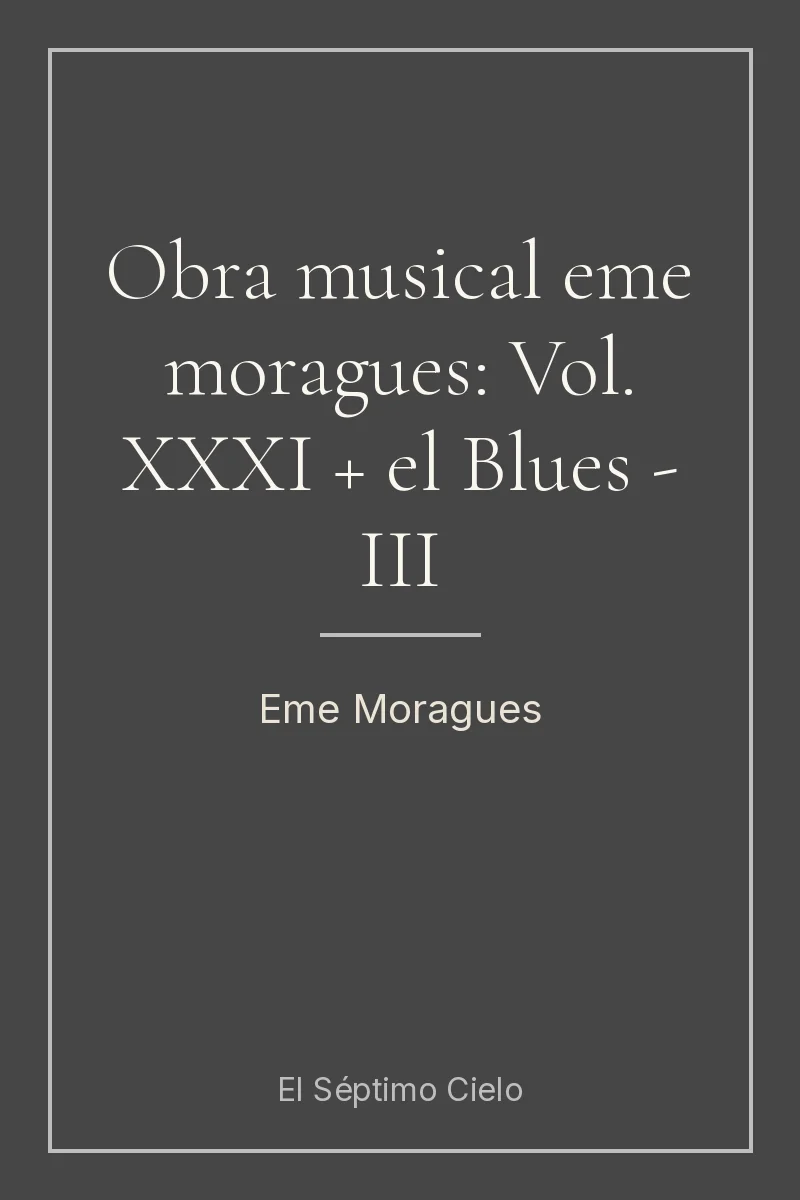 Obra musical eme
moragues: Vol.
XXXI + el Blues -
III
Eme Moragues
El Séptimo Cielo